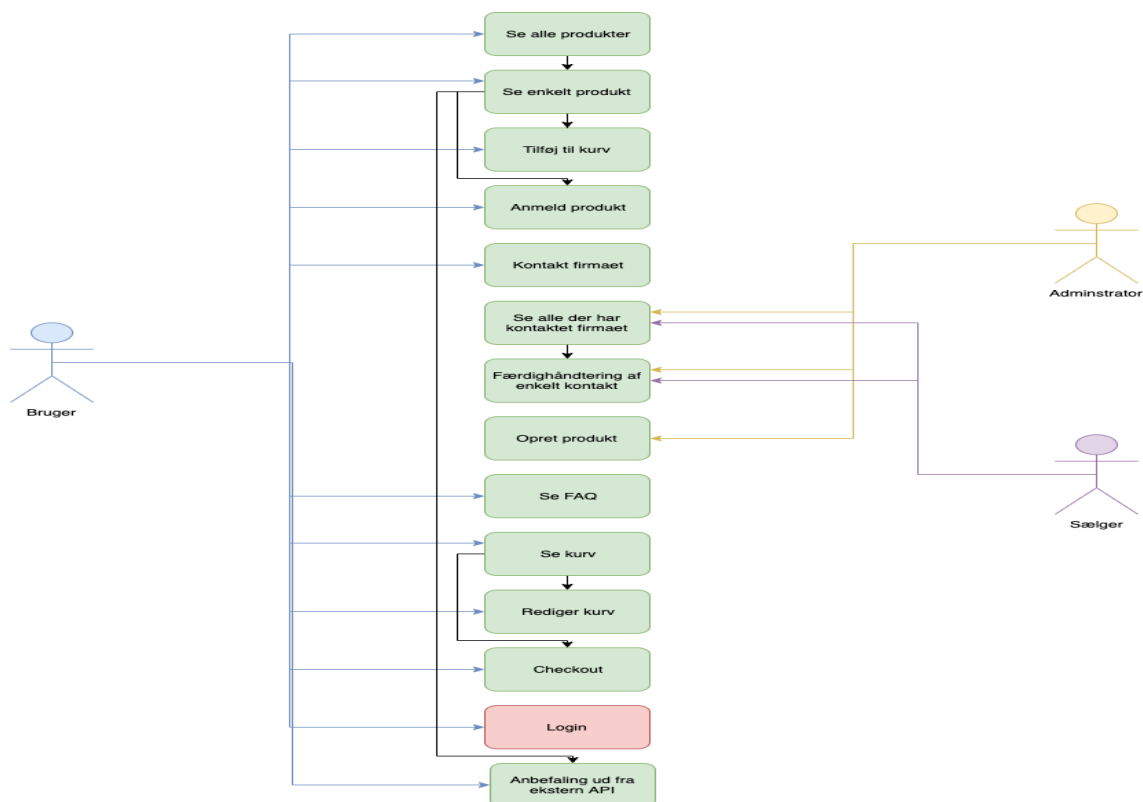 Se alle produkter
Se enkelt produkt
Tilføj til kurv
Anmeld produkt
Kontakt firmaet
Adminstrator
Se alle der har
kontaktet firmaet
Færdighåndtering af
enkelt kontakt
Bruger
Opret produkt
Se FAQ
Sælger
Se kurv
Rediger kurv
Checkout
Login
Anbefaling ud fra
ekstern API